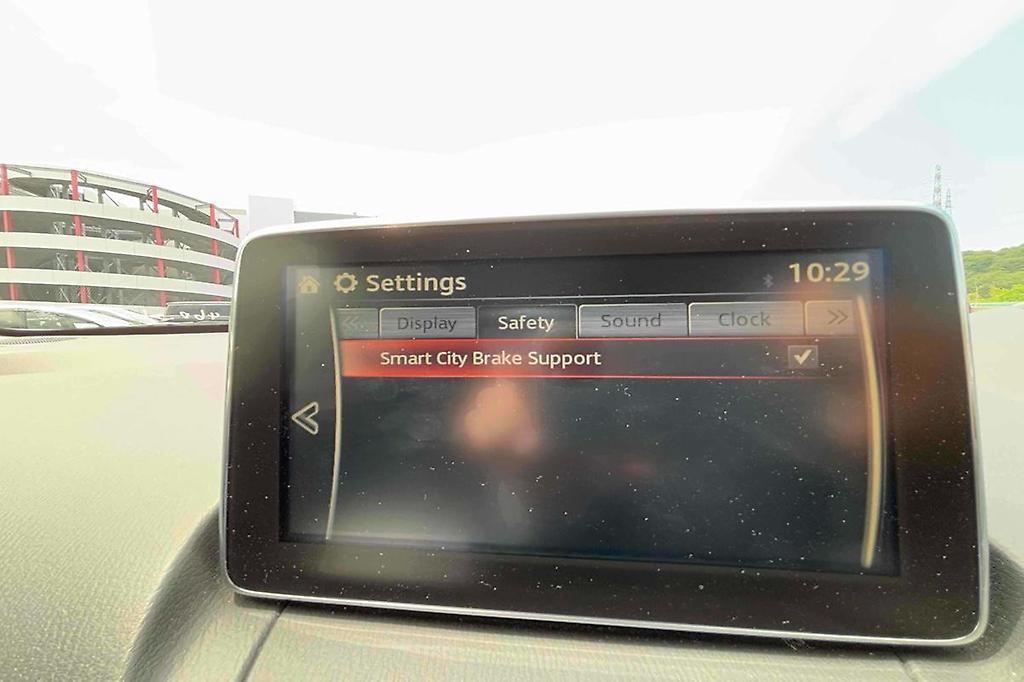 Settings
10:29
Display Safety Sound Clock
Smart City Brake Support